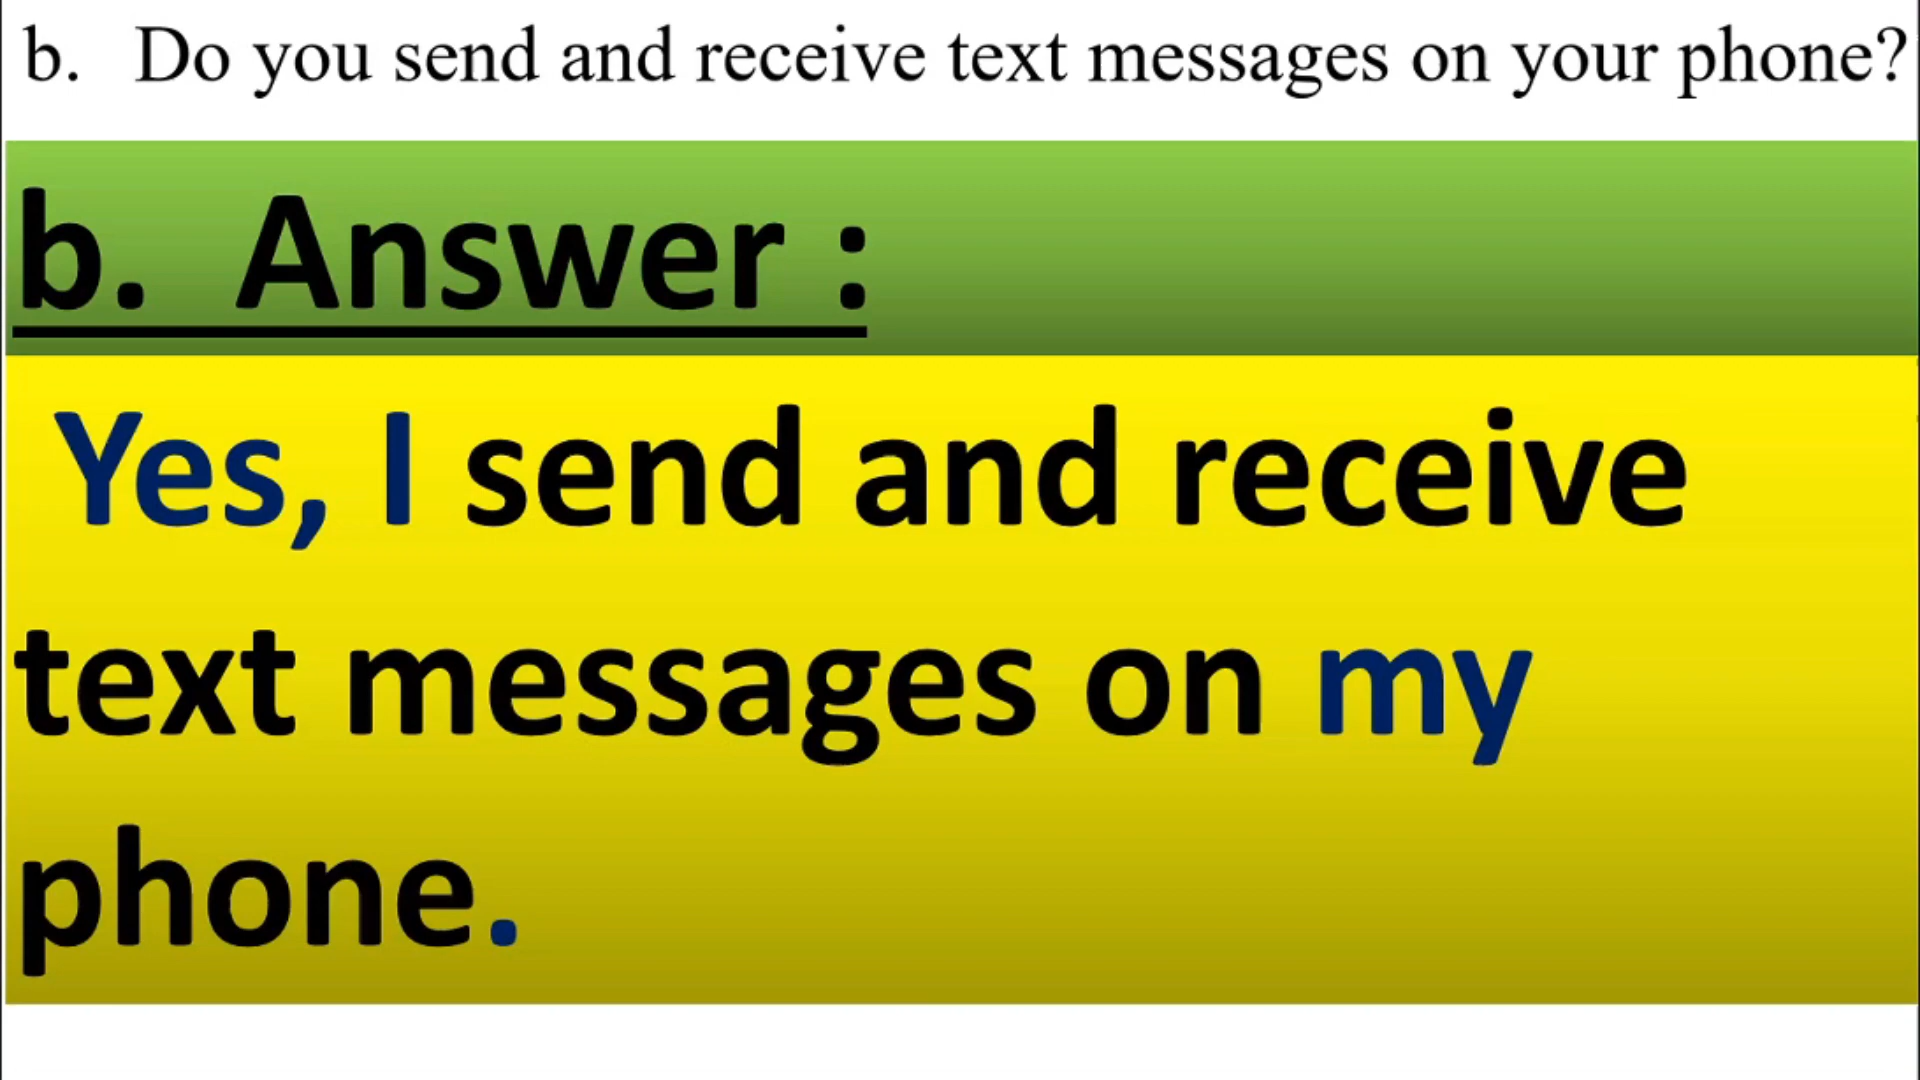 b. Do you send and receive text messages on your phone?
b. Answer :
Yes, I send and receive
text messages on my
phone.